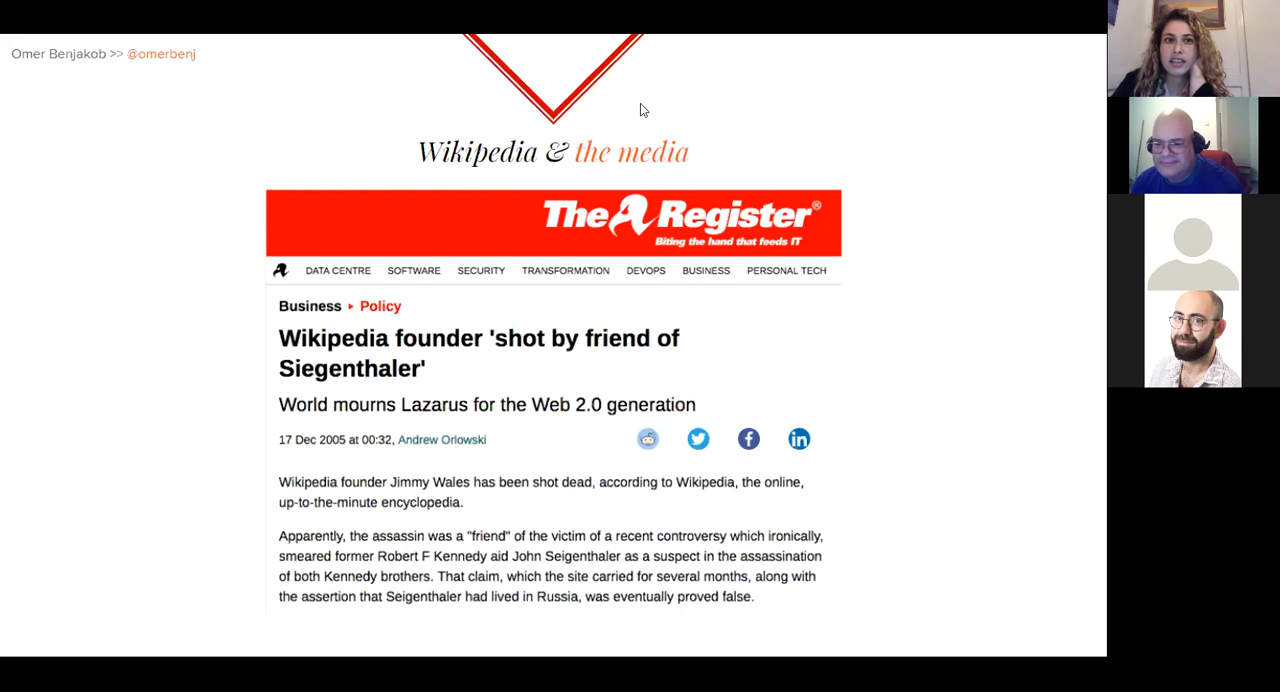 Omer Benjakob >> @omerbenj
Wikipedia & the media
The Register®
Biting the hand that feeds IT
DATA CENTRE SOFTWARE SECURITY TRANSFORMATION DEVOPS BUSINESS PERSONAL TECH
Business ▸ Policy
Wikipedia founder 'shot by friend of
Siegenthaler'
World mourns Lazarus for the Web 2.0 generation
17 Dec 2005 at 00:32, Andrew Orlowski
Wikipedia founder Jimmy Wales has been shot dead, according to Wikipedia, the online,
up-to-the-minute encyclopedia.
Apparently, the assassin was a "friend" of the victim of a recent controversy which ironically,
smeared former Robert F Kennedy aid John Seigenthaler as a suspect in the assassination
of both Kennedy brothers. That claim, which the site carried for several months, along with
the assertion that Seigenthaler had lived in Russia, was eventually proved false.